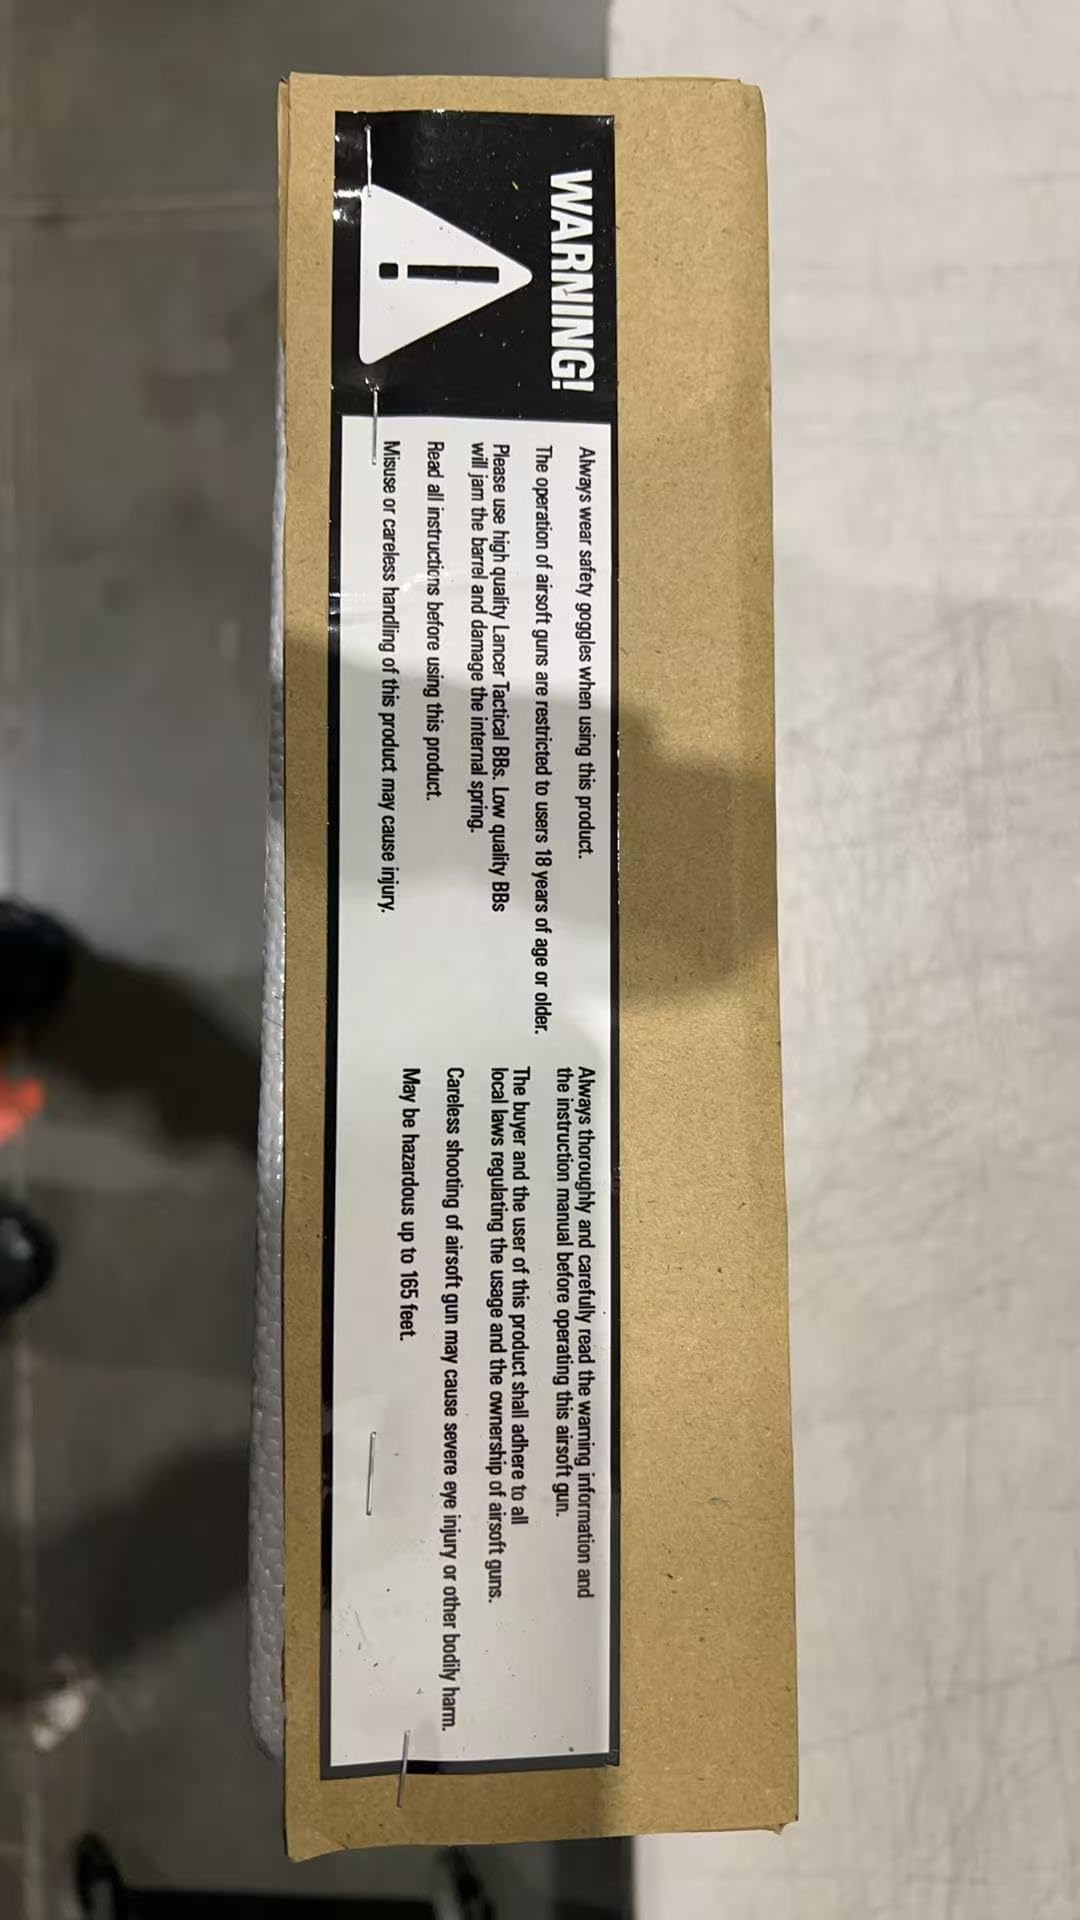 WARNING!
Always wear safety goggles when using this product.
The operation of airsoft guns are restricted to users 18 years of age or older.
Please use high quality Lancer Tactical BBs. Low quality BBs
will jam the barrel and damage the internal spring.
Read all instructions before using this product.
Misuse or careless handling of this product may cause injury.
Always thoroughly and carefully read the warning information and
the instruction manual before operating this airsoft gun.
The buyer and the user of this product shall adhere to all
local laws regulating the usage and the ownership of airsoft guns.
Careless shooting of airsoft gun may cause severe eye injury or other bodily harm.
May be hazardous up to 165 feet.